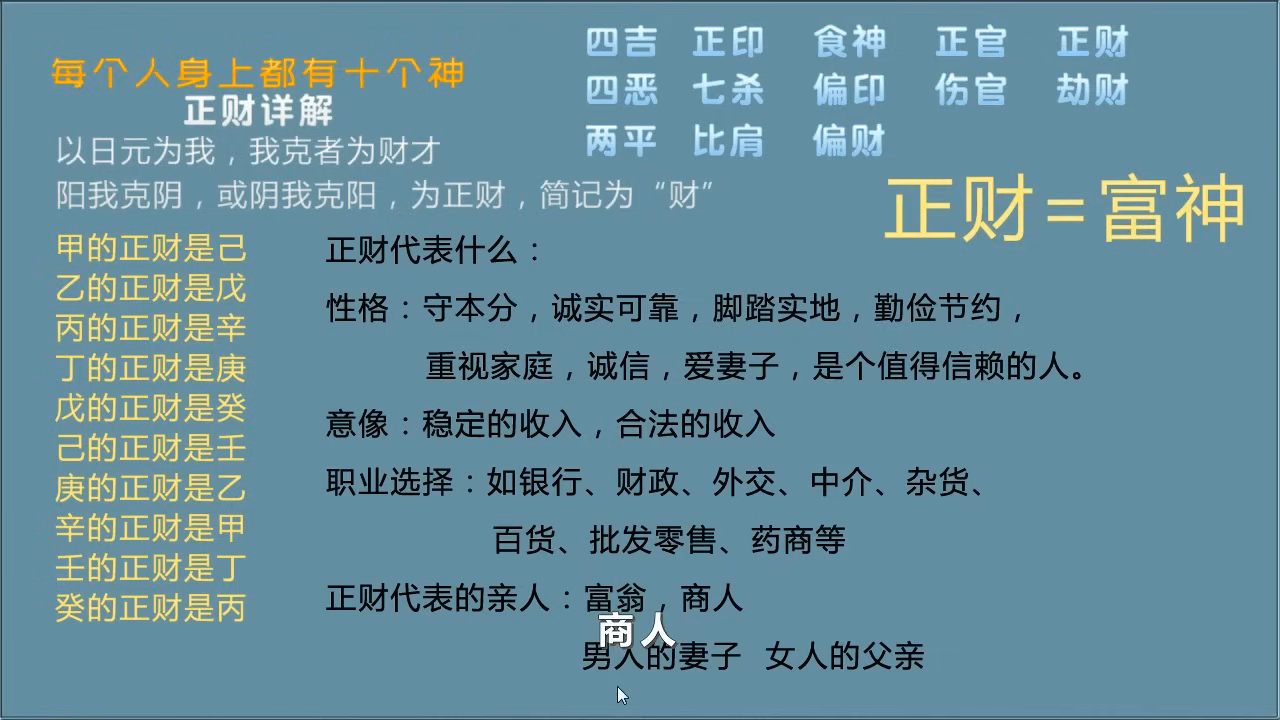 每个人身上都有十个神
正财详解
四吉 正印 食神 正官 正财
四恶 七杀 偏印 伤官 劫财
两平 比肩 偏财
以日元为我，我克者为财才
阳我克阴，或阴我克阳，为正财，简记为“财”
正财=富神
甲的正财是己
乙的正财是戊
丙的正财是辛
丁的正财是庚
戊的正财是癸
己的正财是壬
庚的正财是乙
辛的正财是甲
壬的正财是丁
癸的正财是丙
正财代表什么：
性格：守本分，诚实可靠，脚踏实地，勤俭节约，
重视家庭，诚信，爱妻子，是个值得信赖的人。
意像：稳定的收入，合法的收入
职业选择：如银行、财政、外交、中介、杂货、
百货、批发零售、药商等
正财代表的亲人：富翁，商人
商人
男人的妻子 女人的父亲